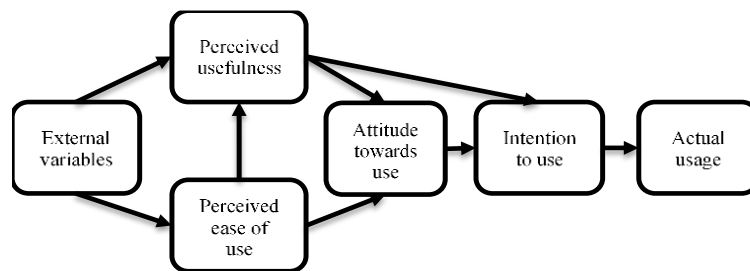 Perceived
usefulness
External
variables
Perceived
ease of
use
Attitude
towards
use
Intention
to use
Actual
usage